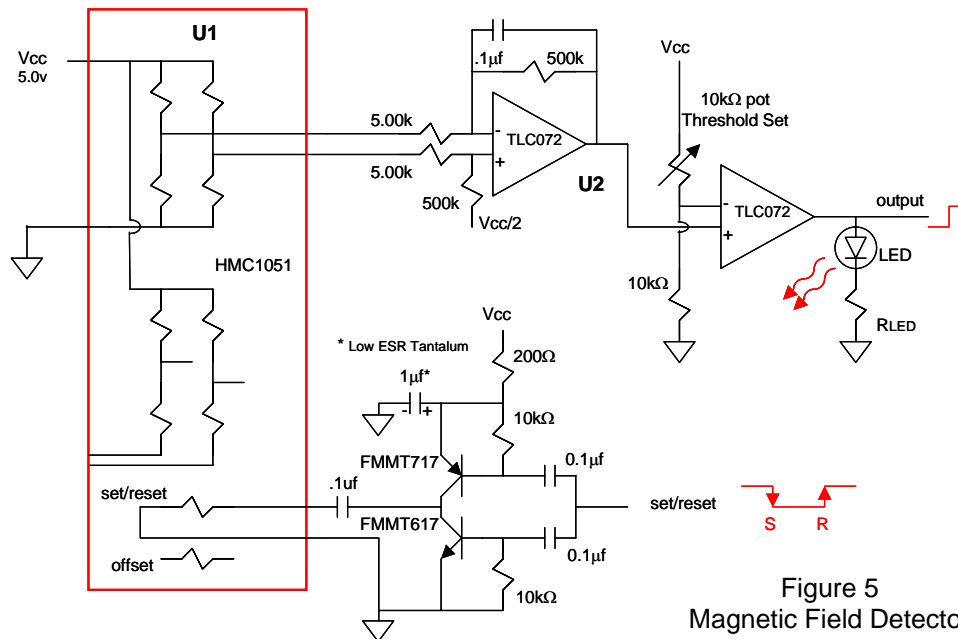 U1
Vcc
5.0v
.1µf
500k
Vcc
10kΩ pot
Threshold Set
5.00k
-
+
TLC072
5.00k
U2
500k
Vcc/2
-
+
TLC072
output
LED
HMC1051
10kΩ
RLED
Vcc
* Low ESR Tantalum
200Ω
1µf*
- +
10kΩ
FMMT717
0.1µf
set/reset
.1uf
FMMT617
set/reset
S R
0.1µf
offset
10kΩ
Figure 5
Magnetic Field Detecto